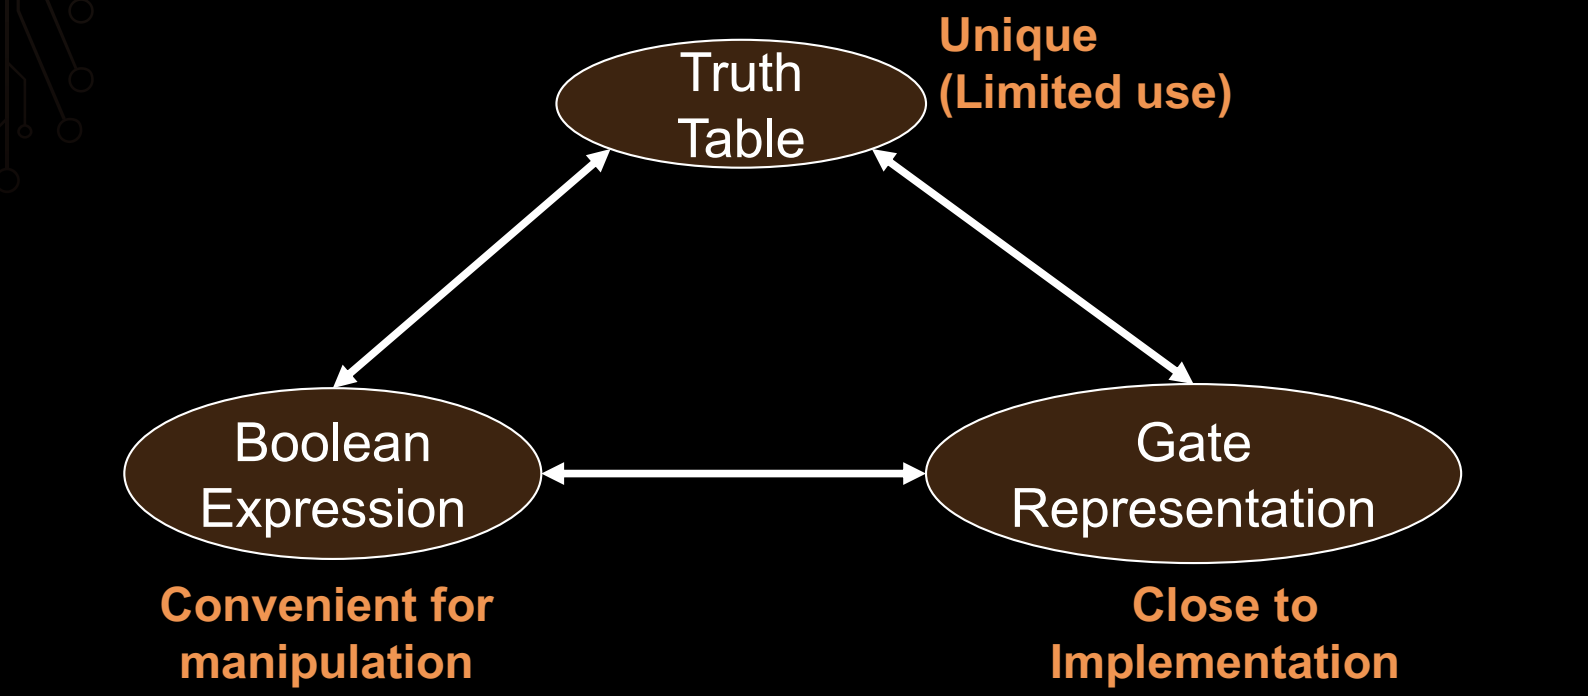 Unique
(Limited use)
Truth
Table
Boolean
Expression
Gate
Representation
Convenient for
manipulation
Close to
Implementation